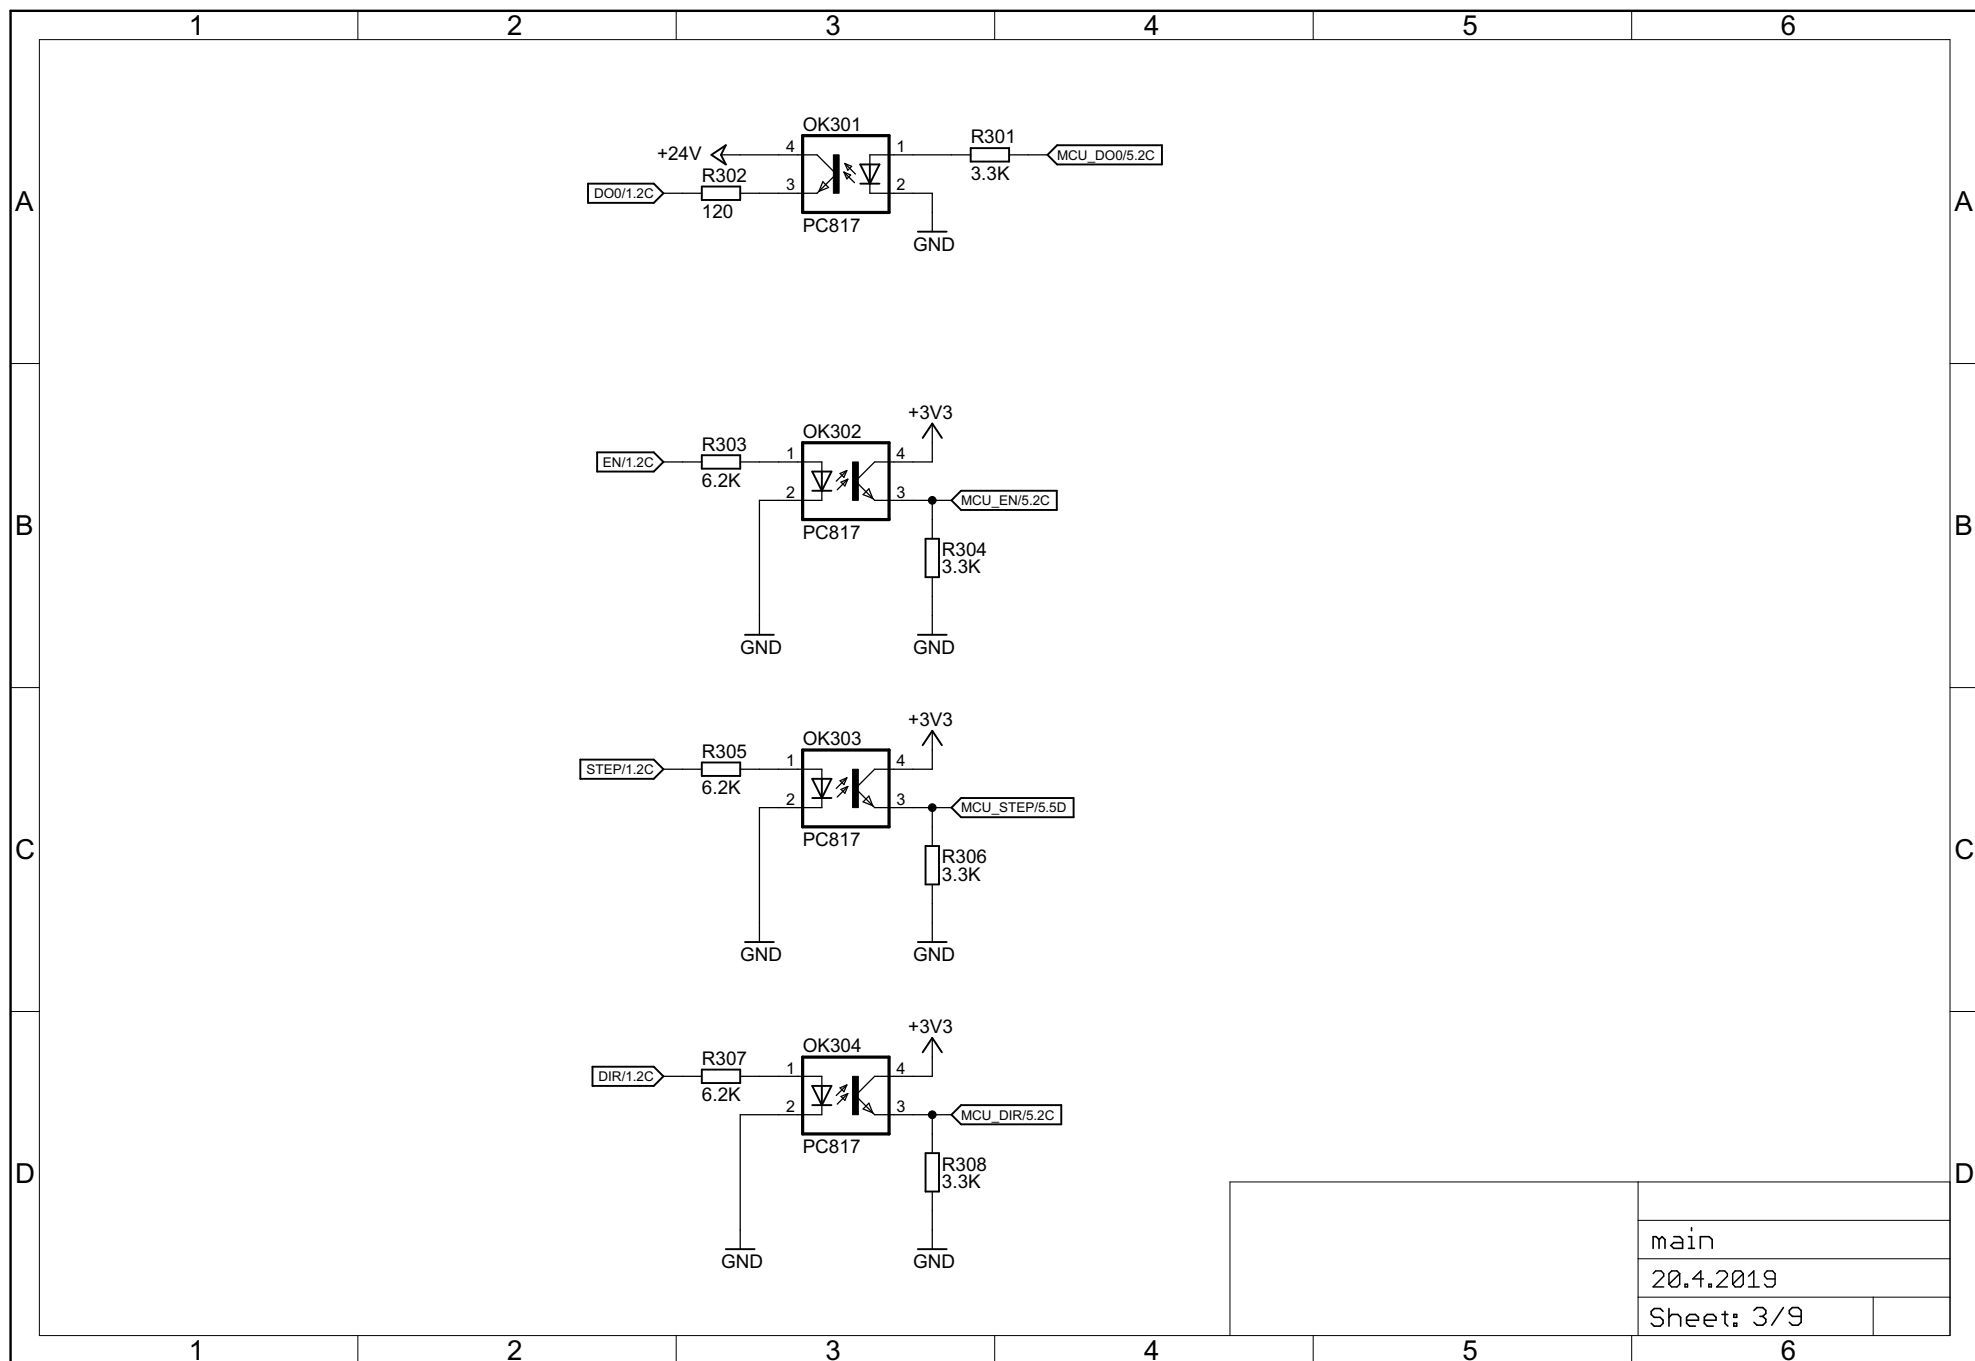 1 2 3 4 5 6
A A
OK301
+24V 4 1 R301 MCU_DO0/5.2C
3.3K
DO0/1.2C R302 3 2
120
PC817
GND
B B
+3V3
OK302
EN/1.2C R303 1 4
6.2K
2 3 MCU_EN/5.2C
PC817
R304
3.3K
GND GND
C C
+3V3
OK303
STEP/1.2C R305 1 4
6.2K
2 3 MCU_STEP/5.5D
PC817
R306
3.3K
GND GND
D D
+3V3
OK304
DIR/1.2C R307 1 4
6.2K
2 3 MCU_DIR/5.2C
PC817
R308
3.3K
GND GND
main
20.4.2019
Sheet: 3/9
1 2 3 4 5 6